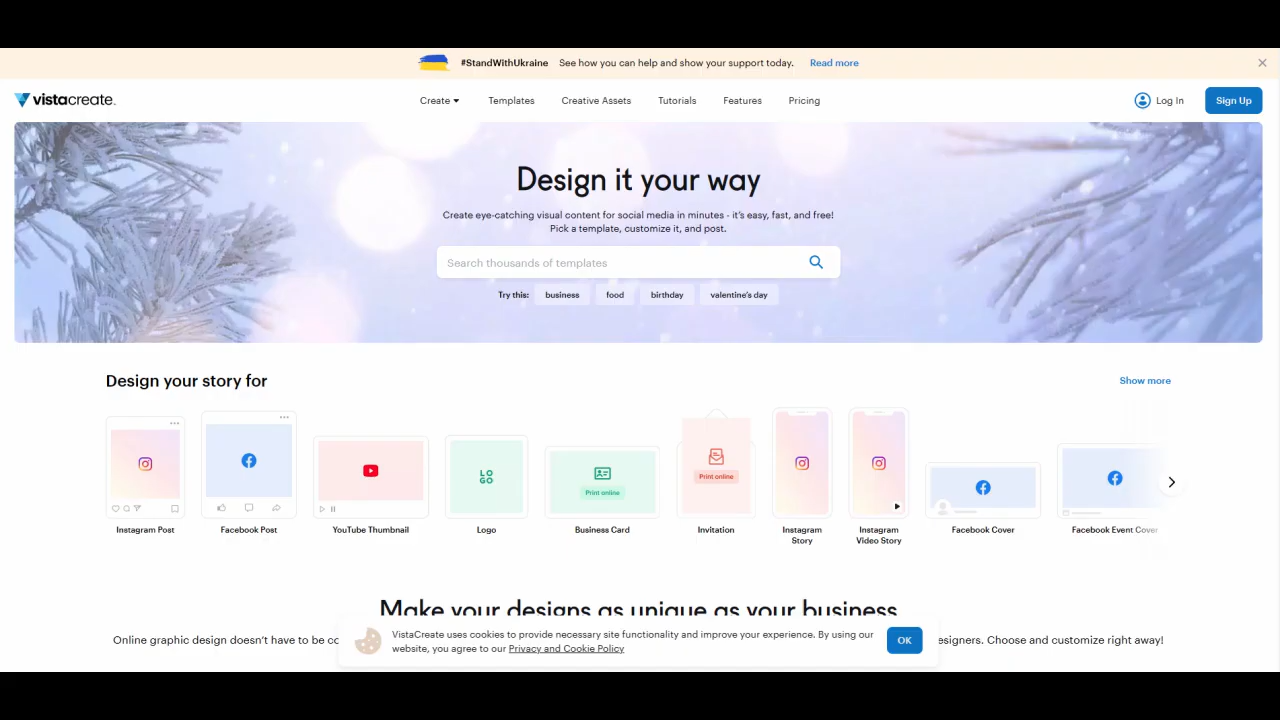 #StandWithUkraine See how you can help and show your support today. Read more
vistacreate.
Create Templates Creative Assets Tutorials Features Pricing
Log In
Sign Up
Design it your way
Create eye-catching visual content for social media in minutes - it's easy, fast, and free!
Pick a template, customize it, and post.
Search thousands of templates
Try this: business food birthday valentine's day
Design your story for
Show more
LO
GO
Print online
Print online
Instagram Post
Facebook Post
YouTube Thumbnail
Logo
Business Card
Invitation
Instagram
Story
Instagram
Video Story
Facebook Cover
Facebook Event Cover
Make your designs as unique as your business
Online graphic design doesn't have to be
esigners. Choose and customize right away!
VistaCreate uses cookies to provide necessary site functionality and improve your experience. By using our
website, you agree to our Privacy and Cookie Policy
OK